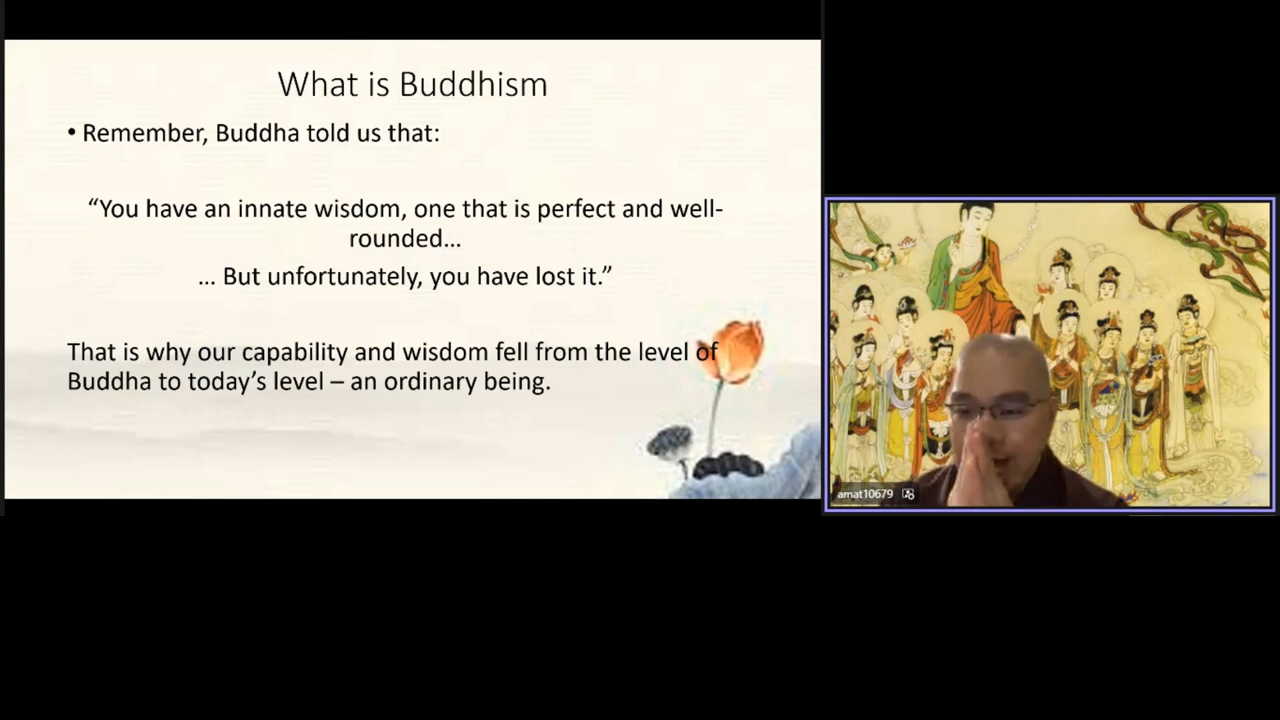 What is Buddhism
• Remember, Buddha told us that:
“You have an innate wisdom, one that is perfect and well-
rounded...
... But unfortunately, you have lost it.”
That is why our capability and wisdom fell from the level of
Buddha to today’s level – an ordinary being.
amat10679